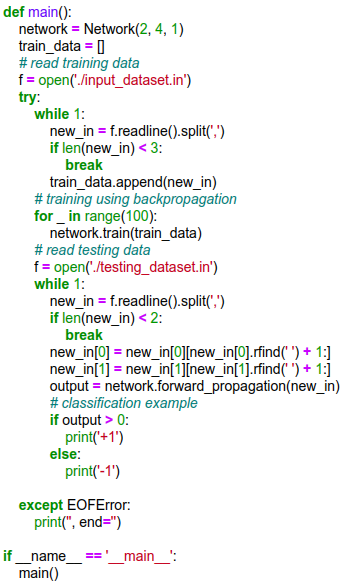 def main():
    network = Network(2, 4, 1)
    train_data = []
    # read training data
    f = open('./input_dataset.in')
    try:
        while 1:
            new_in = f.readline().split(',')
            if len(new_in) < 3:
                break
            train_data.append(new_in)
        # training using backpropagation
        for _ in range(100):
            network.train(train_data)
        # read testing data
        f = open('./testing_dataset.in')
        while 1:
            new_in = f.readline().split(',')
            if len(new_in) < 2:
                break
            new_in[0] = new_in[0][new_in[0].rfind(' ') + 1:]
            new_in[1] = new_in[1][new_in[1].rfind(' ') + 1:]
            output = network.forward_propagation(new_in)
            # classification example
            if output > 0:
                print('+1')
            else:
                print('-1')

    except EOFError:
        print('', end='')

if __name__ == '__main__':
    main()